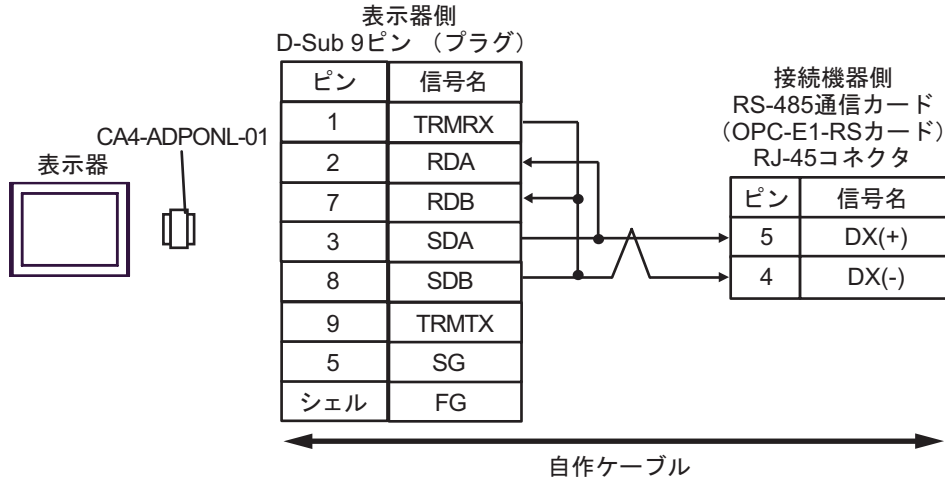 表示器側
D-Sub 9ピン （プラグ）
ピン 信号名
1 TRMRX
2 RDA
7 RDB
3 SDA
8 SDB
9 TRMTX
5 SG
シェル FG
CA4-ADPONL-01
表示器
接続機器側
RS-485通信カード
（OPC-E1-RSカード）
RJ-45コネクタ
ピン 信号名
5 DX(+)
4 DX(-)
自作ケーブル